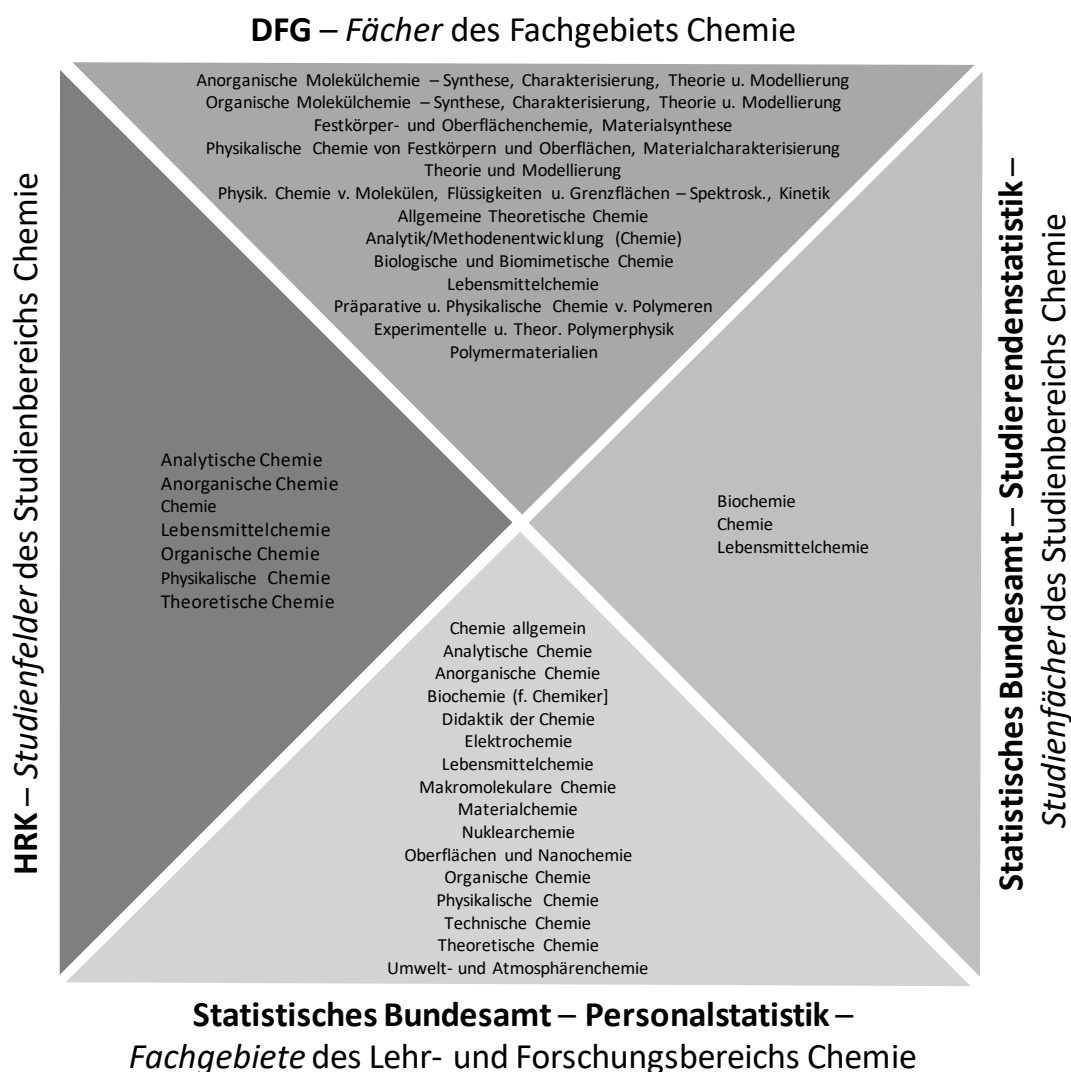 DFG – Fächer des Fachgebiets Chemie
Anorganische Molekülchemie – Synthese, Charakterisierung, Theorie u. Modellierung
Organische Molekülchemie – Synthese, Charakterisierung, Theorie u. Modellierung
Festkörper- und Oberflächenchemie, Materialsynthese
Physikalische Chemie von Festkörpern und Oberflächen, Materialcharakterisierung
Theorie und Modellierung
Physik. Chemie v. Molekülen, Flüssigkeiten u. Grenzflächen – Spektrosk., Kinetik
Allgemeine Theoretische Chemie
Analytik/Methodenentwicklung (Chemie)
Biologische und Biomimetische Chemie
Lebensmittelchemie
Präparative u. Physikalische Chemie v. Polymeren
Experimentelle u. Theor. Polymerphysik
Polymermaterialien
HRK – Studienfelder des Studienbereichs Chemie
Analytische Chemie
Anorganische Chemie
Chemie
Lebensmittelchemie
Organische Chemie
Physikalische Chemie
Theoretische Chemie
Biochemie
Chemie
Lebensmittelchemie
Statistisches Bundesamt – Studierendenstatistik –
Studienfächer des Studienbereichs Chemie
Chemie allgemein
Analytische Chemie
Anorganische Chemie
Biochemie (f. Chemiker]
Didaktik der Chemie
Elektrochemie
Lebensmittelchemie
Makromolekulare Chemie
Materialchemie
Nuklearchemie
Oberflächen und Nanochemie
Organische Chemie
Physikalische Chemie
Technische Chemie
Theoretische Chemie
Umwelt- und Atmosphärenchemie
Statistisches Bundesamt – Personalstatistik –
Fachgebiete des Lehr- und Forschungsbereichs Chemie